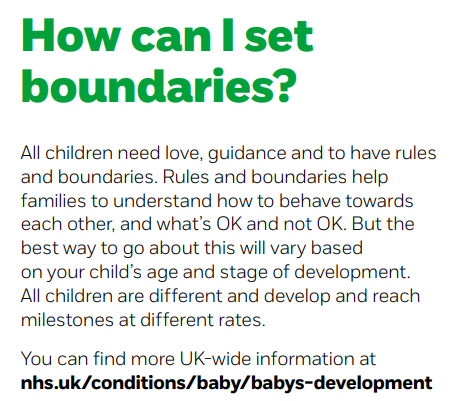 How can I set
boundaries?
All children need love, guidance and to have rules
and boundaries. Rules and boundaries help
families to understand how to behave towards
each other, and what’s OK and not OK. But the
best way to go about this will vary based
on your child’s age and stage of development.
All children are different and develop and reach
milestones at different rates.
You can find more UK-wide information at
nhs.uk/conditions/baby/babys-development